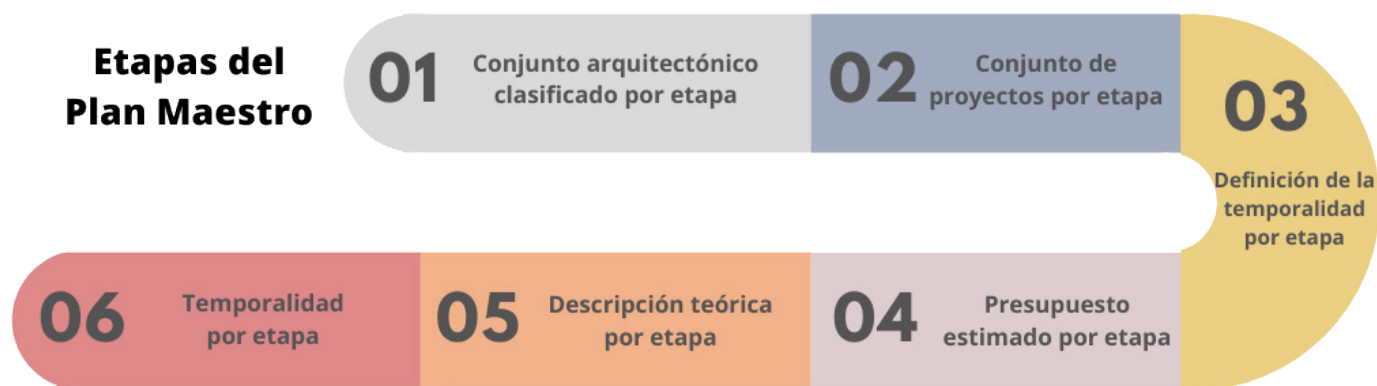 Etapas del
Plan Maestro
01
Conjunto arquitectónico
clasificado por etapa
02
Conjunto de
proyectos por etapa
03
Definición de la
temporalidad
por etapa
04
Presupuesto
estimado por etapa
05
Descripción teórica
por etapa
06
Temporalidad
por etapa